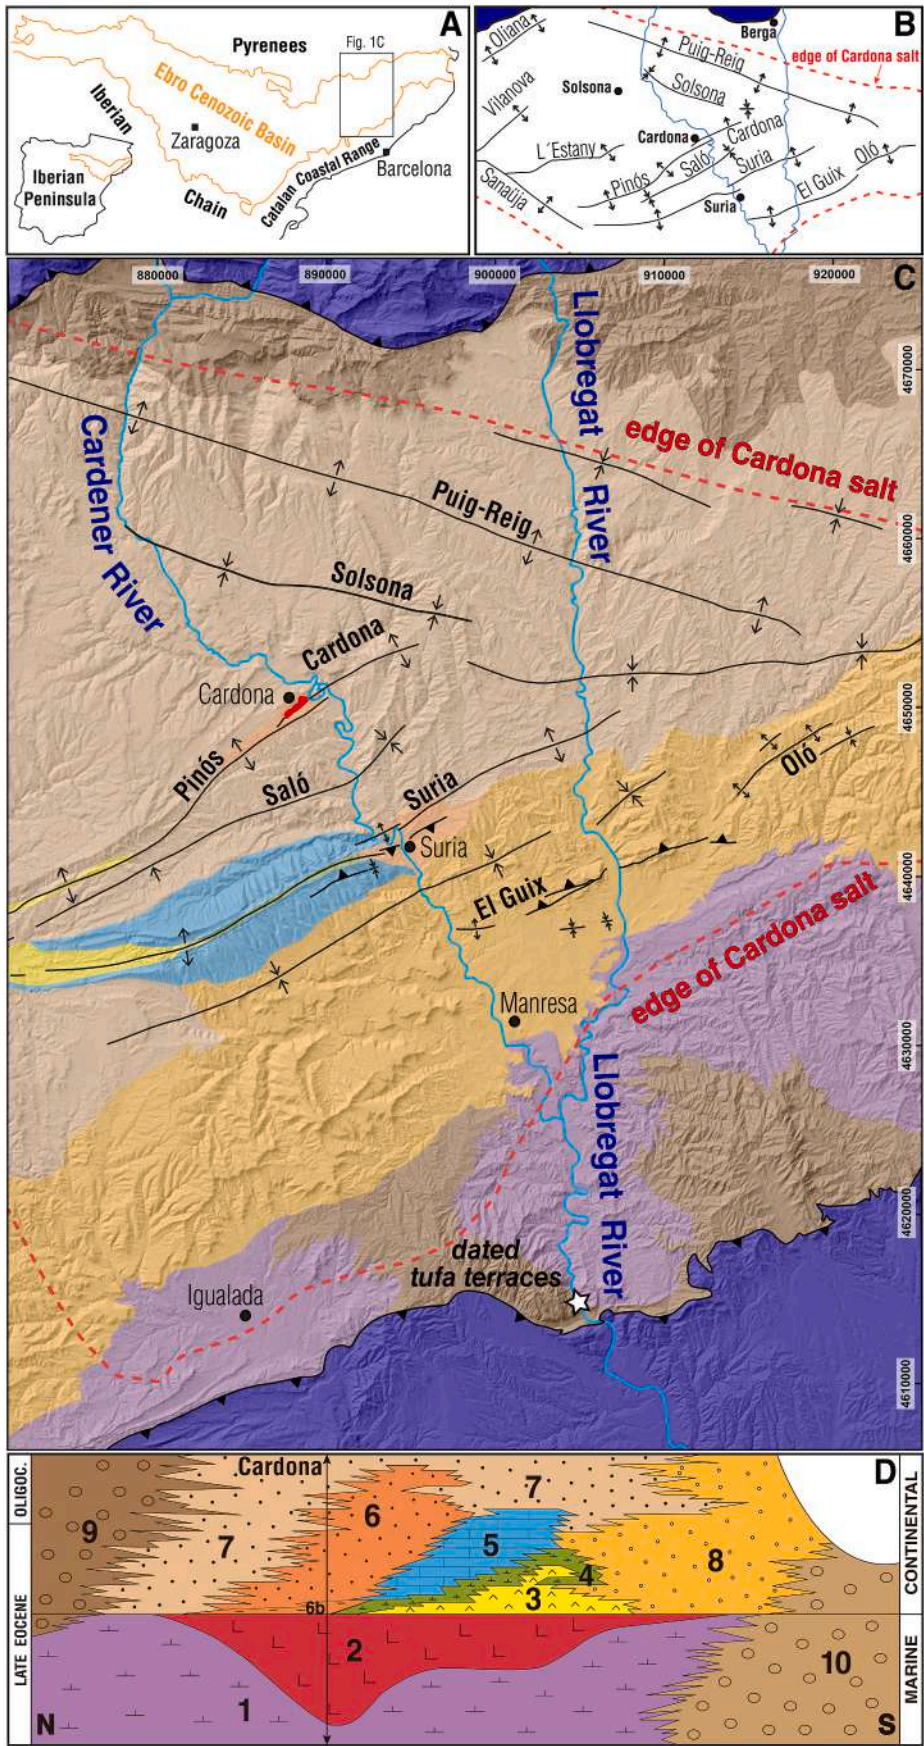 A
Pyrenees
Fig. 1C
Ebro Cenozoic Basin
Iberian
Zaragoza
Iberian
Peninsula
Chain
Catalan Coastal Range
Barcelona
B
Berga
Oliana
Puig-Reig
edge of Cardona salt
Vilanova
Solsona
Solsona
Cardona
Cardona
L´Estany
Saló
Suria
Oló
Sanaüja
Pinós
Suria
El Guix
C
880000
890000
900000
910000
920000
Llobregat
River
4670000
Cardener
River
edge of Cardona salt
Puig-Reig
4660000
Solsona
Cardona
Cardona
4650000
Pinós
Saló
Suria
Oló
Suria
4640000
El Guix
edge of Cardona salt
Manresa
4630000
Llobregat
River
4620000
dated
tufa terraces
Igualada
4610000
D
OLIGOC.
LATE EOCENE
Cardona
CONTINENTAL
MARINE
9
7
6
7
5
4
8
3
6b
2
1
10
N
S